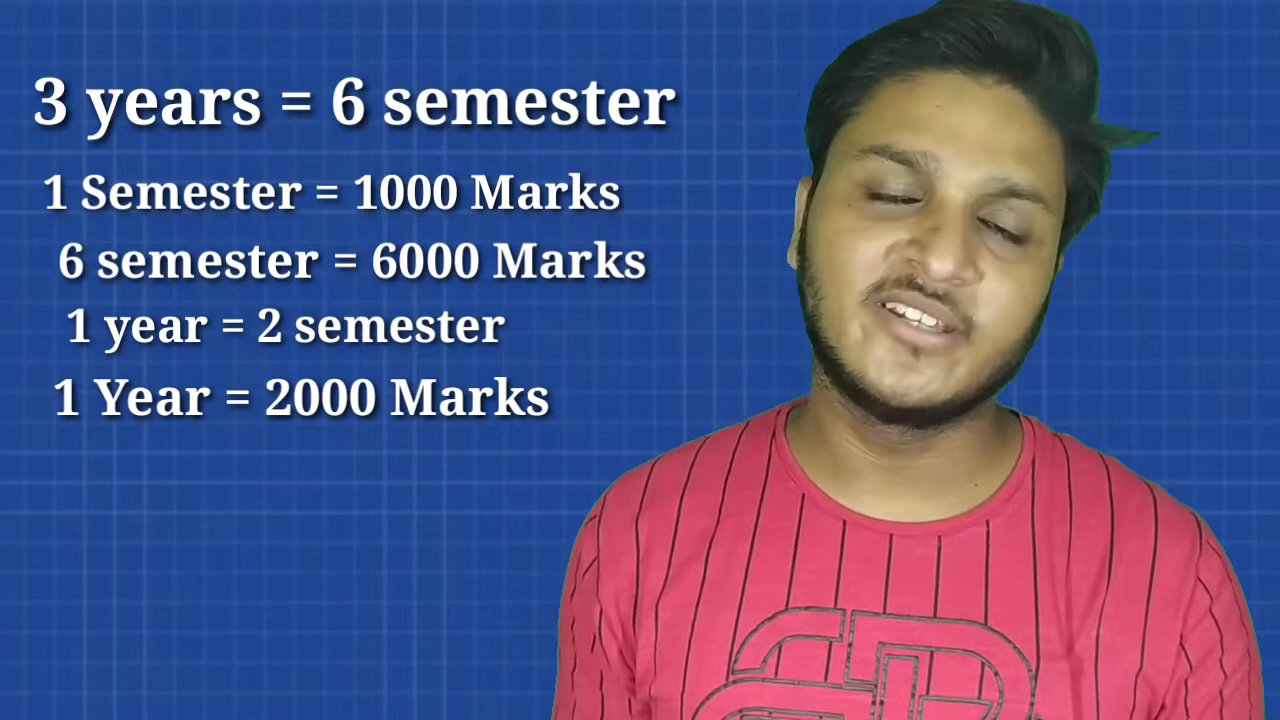 3 years = 6 semester
1 Semester = 1000 Marks
6 semester = 6000 Marks
1 year = 2 semester
1 Year = 2000 Marks